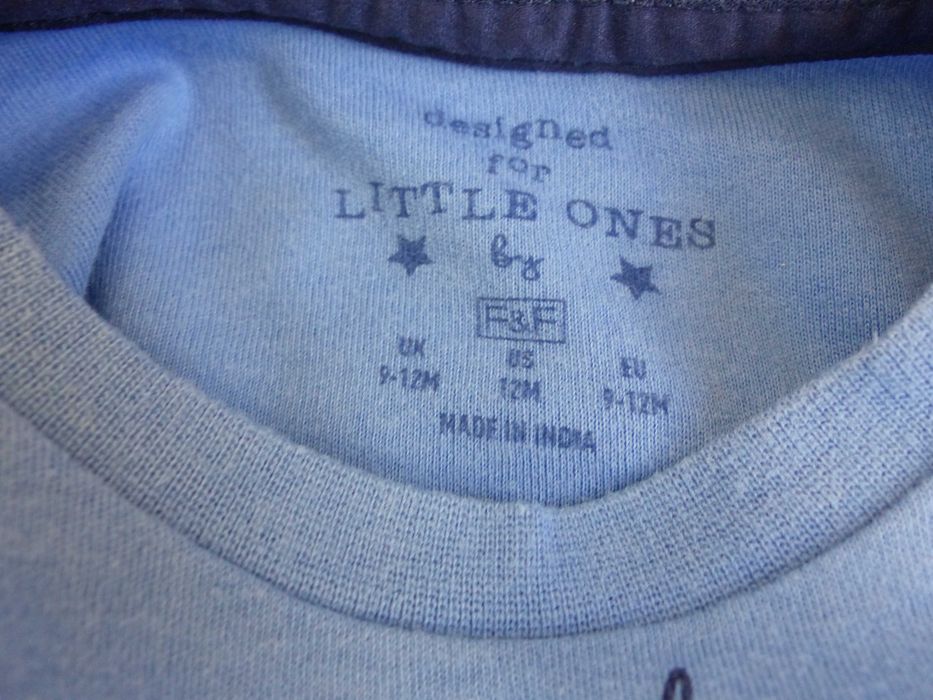 designed
for
LITTLE ONES
by
F&F
UK US EU
9-12M 12M 9-12M
MADE IN INDIA